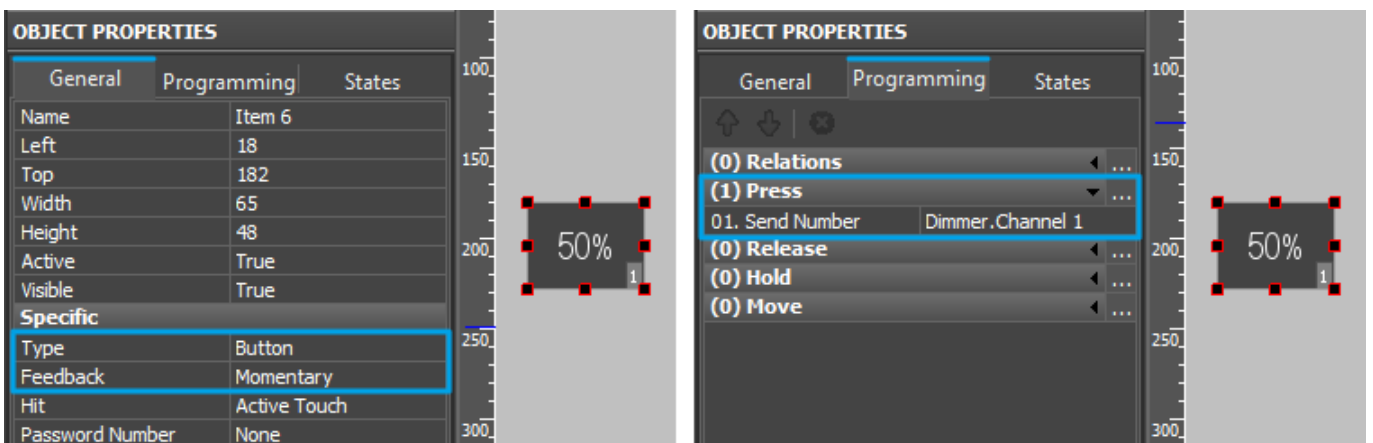 OBJECT PROPERTIES
General Programming States
Name Item 6
Left 18
Top 182
Width 65
Height 48
Active True
Visible True
Specific
Type Button
Feedback Momentary
Hit Active Touch
Password Number None
100
150
200
250
300
50%
1
OBJECT PROPERTIES
General Programming States
(0) Relations ...
(1) Press ...
01. Send Number Dimmer.Channel 1
(0) Release ...
(0) Hold ...
(0) Move ...
100
150
200
250
300
50%
1